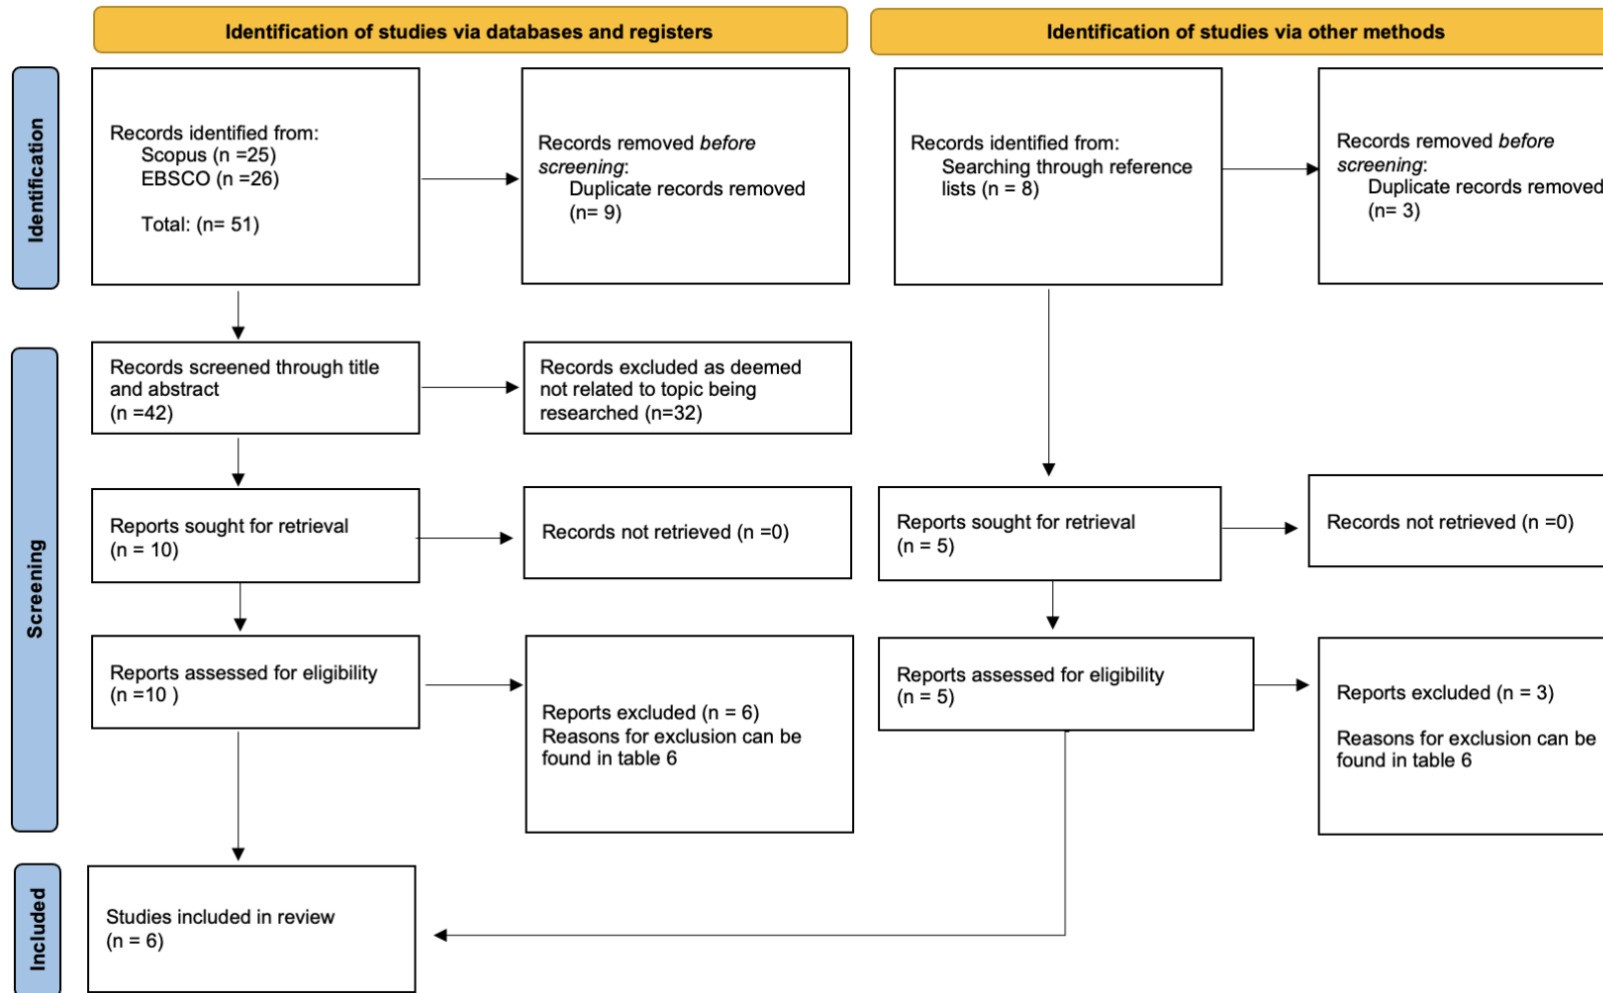 Identification of studies via databases and registers
Identification of studies via other methods
Identification
Records identified from:
Scopus (n =25)
EBSCO (n =26)
Total: (n= 51)
Records removed before
screening:
Duplicate records removed
(n= 9)
Records identified from:
Searching through reference
lists (n = 8)
Records removed before
screening:
Duplicate records removed
(n= 3)
Screening
Records screened through title
and abstract
(n =42)
Records excluded as deemed
not related to topic being
researched (n=32)
Reports sought for retrieval
(n = 10)
Records not retrieved (n =0)
Reports sought for retrieval
(n = 5)
Records not retrieved (n =0)
Reports assessed for eligibility
(n =10 )
Reports excluded (n = 6)
Reasons for exclusion can be
found in table 6
Reports assessed for eligibility
(n = 5)
Reports excluded (n = 3)
Reasons for exclusion can be
found in table 6
Included
Studies included in review
(n = 6)